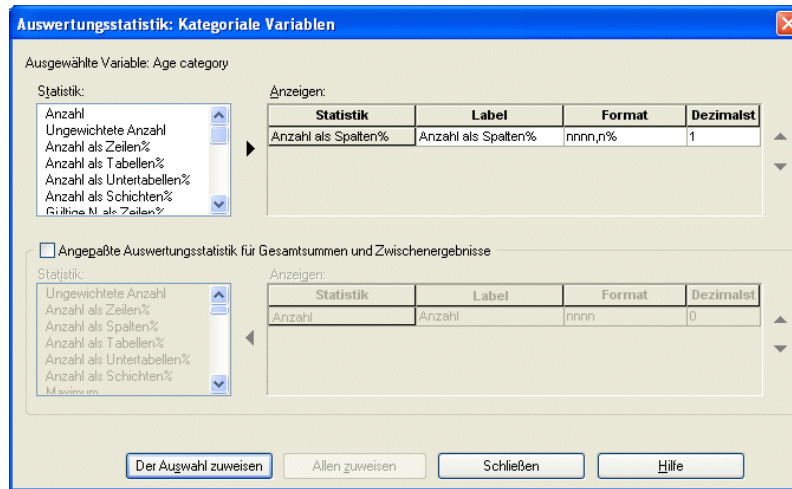 Auswertungsstatistik: Kategoriale Variablen
Ausgewählte Variable: Age category
Statistik:
Anzahl
Ungewichtete Anzahl
Anzahl als Zeilen%
Anzahl als Tabellen%
Anzahl als Untertabellen%
Anzahl als Schichten%
Gültige N als Zeilen%
Anzeigen:
Statistik Label Format Dezimalst
Anzahl als Spalten% Anzahl als Spalten% nnnn,n% 1
Angepaßte Auswertungsstatistik für Gesamtsummen und Zwischenergebnisse
Statistik:
Ungewichtete Anzahl
Anzahl als Zeilen%
Anzahl als Spalten%
Anzahl als Tabellen%
Anzahl als Untertabellen%
Anzahl als Schichten%
Maximum
Anzeigen:
Statistik Label Format Dezimalst
Anzahl Anzahl nnnn 0
Der Auswahl zuweisen Allen zuweisen Schließen Hilfe